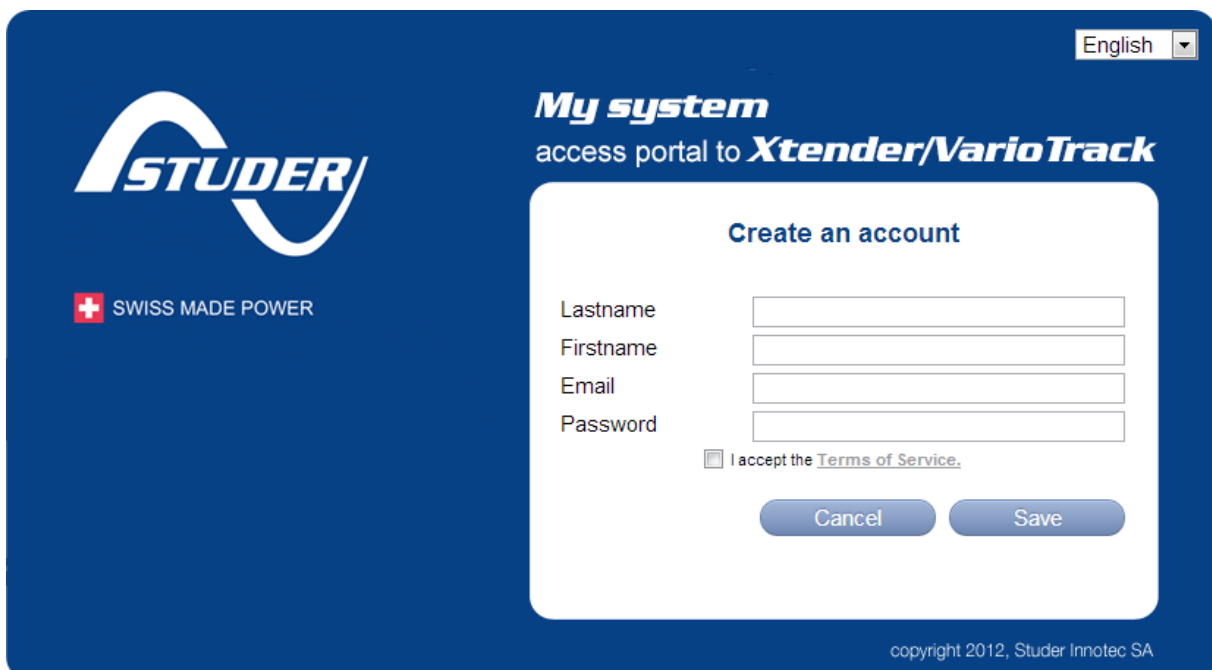 English
My system
access portal to Xtender/VarioTrack
STUDER
SWISS MADE POWER
Create an account
Lastname
Firstname
Email
Password
I accept the Terms of Service.
Cancel Save
copyright 2012, Studer Innotec SA